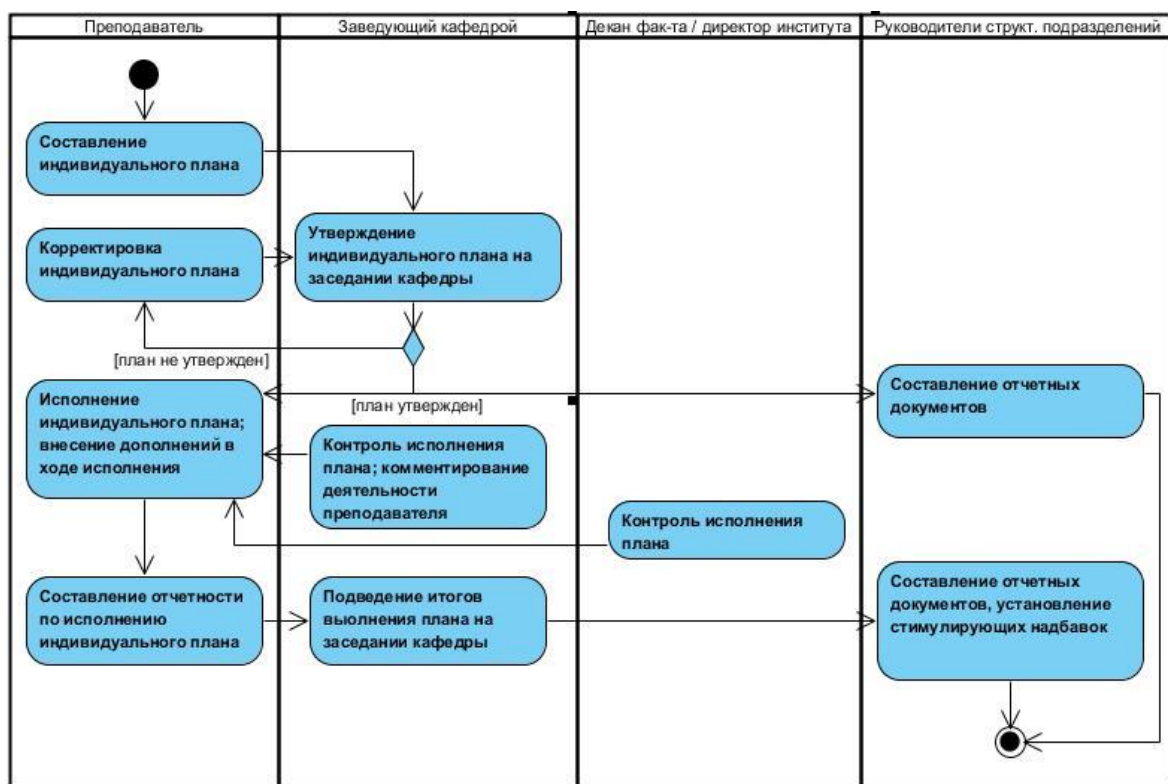 Преподаватель
Заведующий кафедрой
Декан фак-та / директор института
Руководители структ. подразделений
Составление
индивидуального плана
Корректировка
индивидуального плана
Утверждение
индивидуального плана на
заседании кафедры
[план не утвержден]
[план утвержден]
Исполнение
индивидуального плана;
внесение дополнений в
ходе исполнения
Контроль исполнения
плана; комментирование
деятельности
преподавателя
Контроль исполнения
плана
Составление отчетных
документов
Составление отчетности
по исполнению
индивидуального плана
Подведение итогов
выолнения плана на
заседании кафедры
Составление отчетных
документов, установление
стимулирующих надбавок